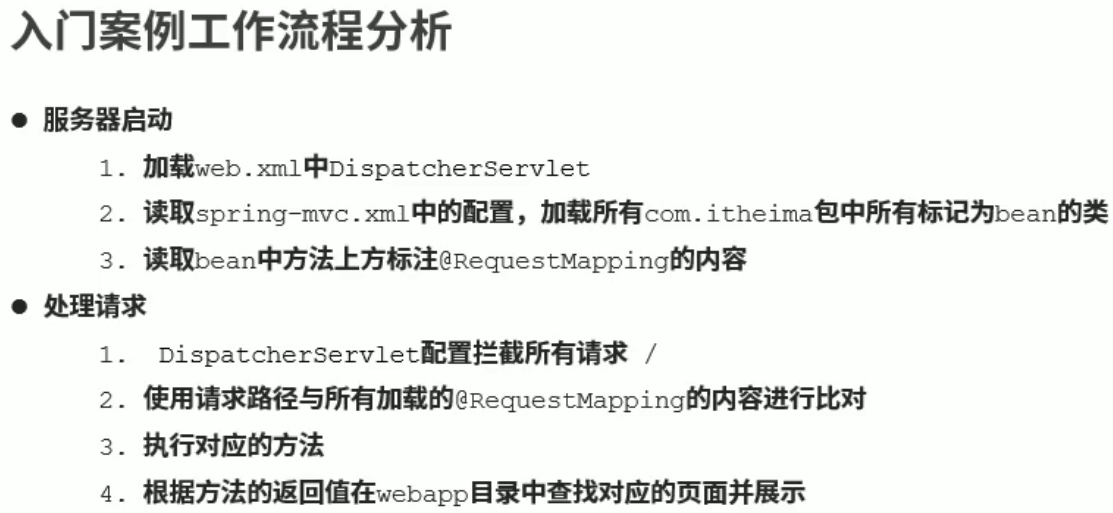 入门案例工作流程分析
● 服务器启动
1. 加载web.xml中DispatcherServlet
2. 读取spring-mvc.xml中的配置，加载所有com.itheima包中所有标记为bean的类
3. 读取bean中方法上方标注@RequestMapping的内容
● 处理请求
1. DispatcherServlet配置拦截所有请求 /
2. 使用请求路径与所有加载的@RequestMapping的内容进行比对
3. 执行对应的方法
4. 根据方法的返回值在webapp目录中查找对应的页面并展示